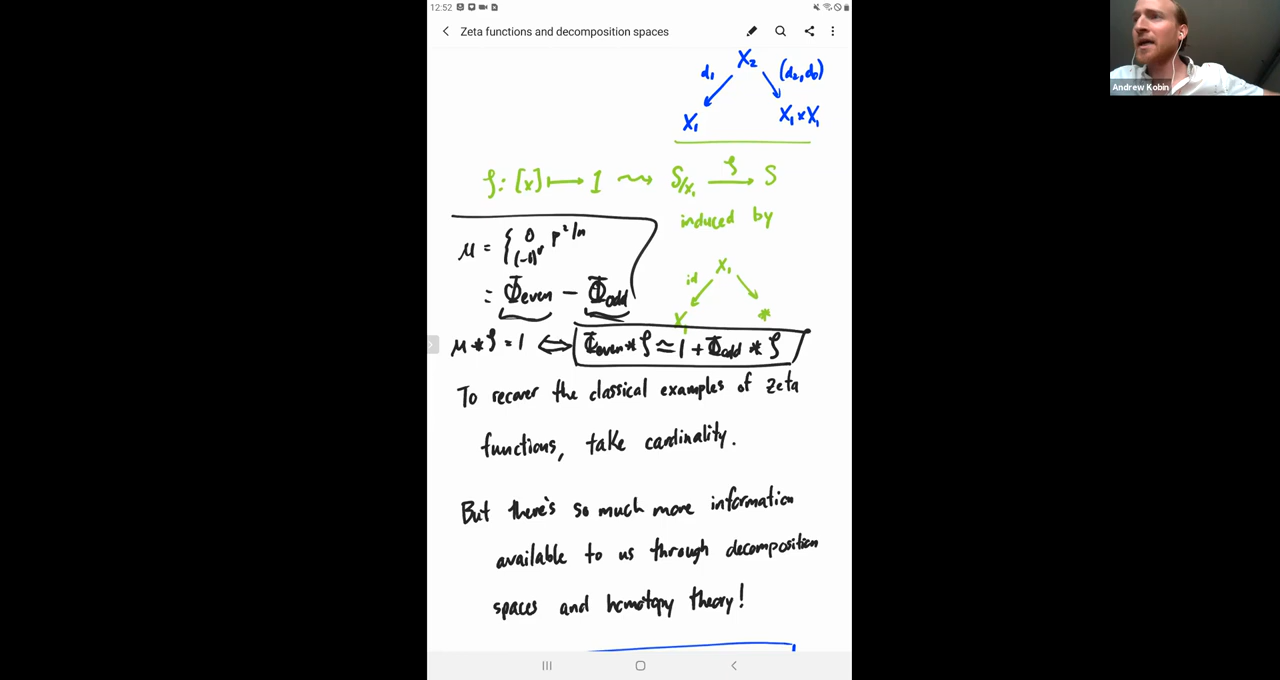 12:52
Zeta functions and decomposition spaces
X₂
d₁ (d₂,d₀)
X₁ X₁ × X₁
ζ: [x] ↦ 1 ⇝ S/X₁ →ζ S
induced by
μ = { 0 p²|n
(-1)ʳ
= Φeven − Φodd
X₁
id
X₁ *
μ * ζ = 1 ⟺ Φeven * ζ ≃ 1 + Φodd * ζ
To recover the classical examples of zeta
functions, take cardinality.
But there's so much more information
available to us through decomposition
spaces and homotopy theory!
Andrew Kobin